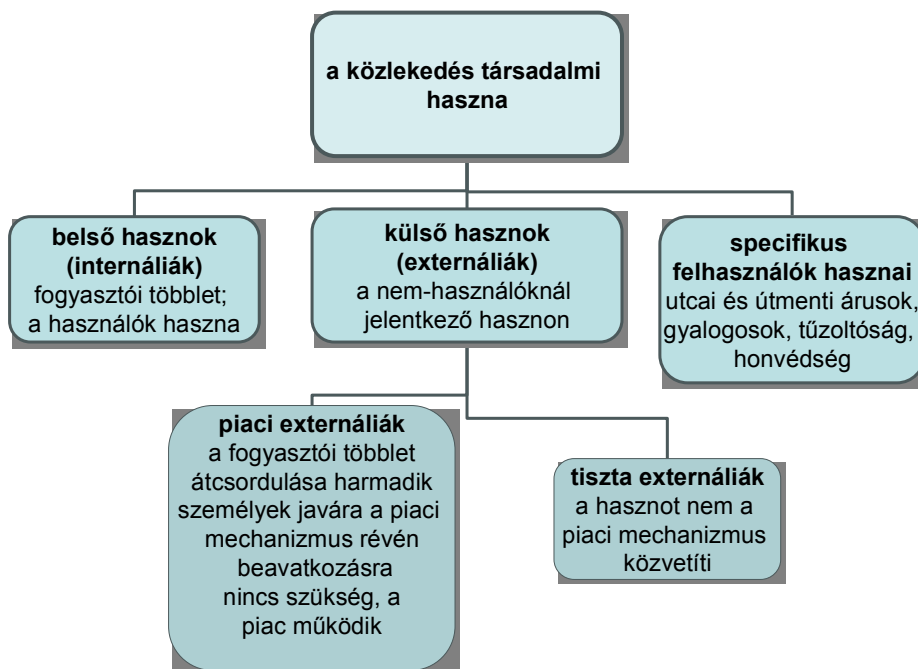 a közlekedés társadalmi
haszna
belső hasznok
(internáliák)
fogyasztói többlet;
a használók haszna
külső hasznok
(externáliák)
a nem-használóknál
jelentkező hasznon
specifikus
felhasználók hasznai
utcai és útmenti árusok,
gyalogosok, tűzoltóság,
honvédség
piaci externáliák
a fogyasztói többlet
átcsordulása harmadik
személyek javára a piaci
mechanizmus révén
beavatkozásra
nincs szükség, a
piac működik
tiszta externáliák
a hasznot nem a
piaci mechanizmus
közvetíti